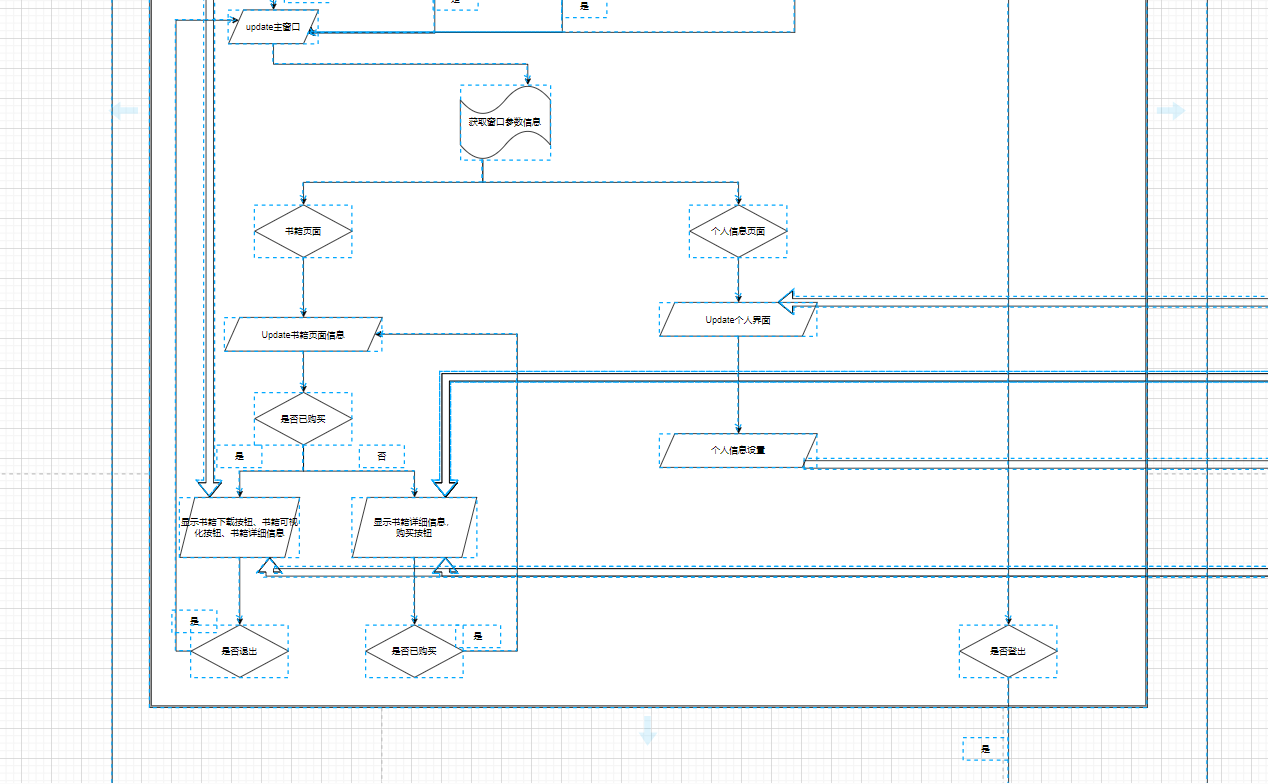 是
是
update主窗口
获取窗口参数信息
书籍页面
个人信息页面
Update书籍页面信息
Update个人界面
是否已购买
是
否
个人信息设置
显示书籍下载按钮、书籍可视
化按钮、书籍详细信息
显示书籍详细信息,
购买按钮
是
是
是否退出
是否已购买
是否登出
是